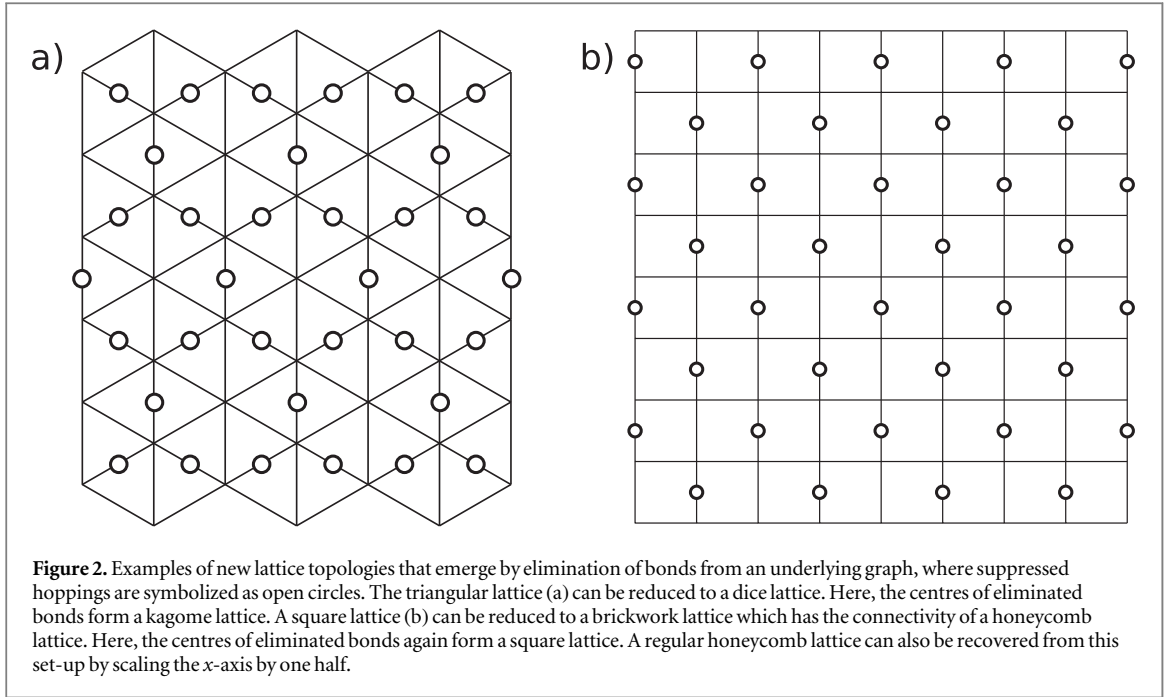 a)
b)
Figure 2. Examples of new lattice topologies that emerge by elimination of bonds from an underlying graph, where suppressed
hoppings are symbolized as open circles. The triangular lattice (a) can be reduced to a dice lattice. Here, the centres of eliminated
bonds form a kagome lattice. A square lattice (b) can be reduced to a brickwork lattice which has the connectivity of a honeycomb
lattice. Here, the centres of eliminated bonds again form a square lattice. A regular honeycomb lattice can also be recovered from this
set-up by scaling the x-axis by one half.